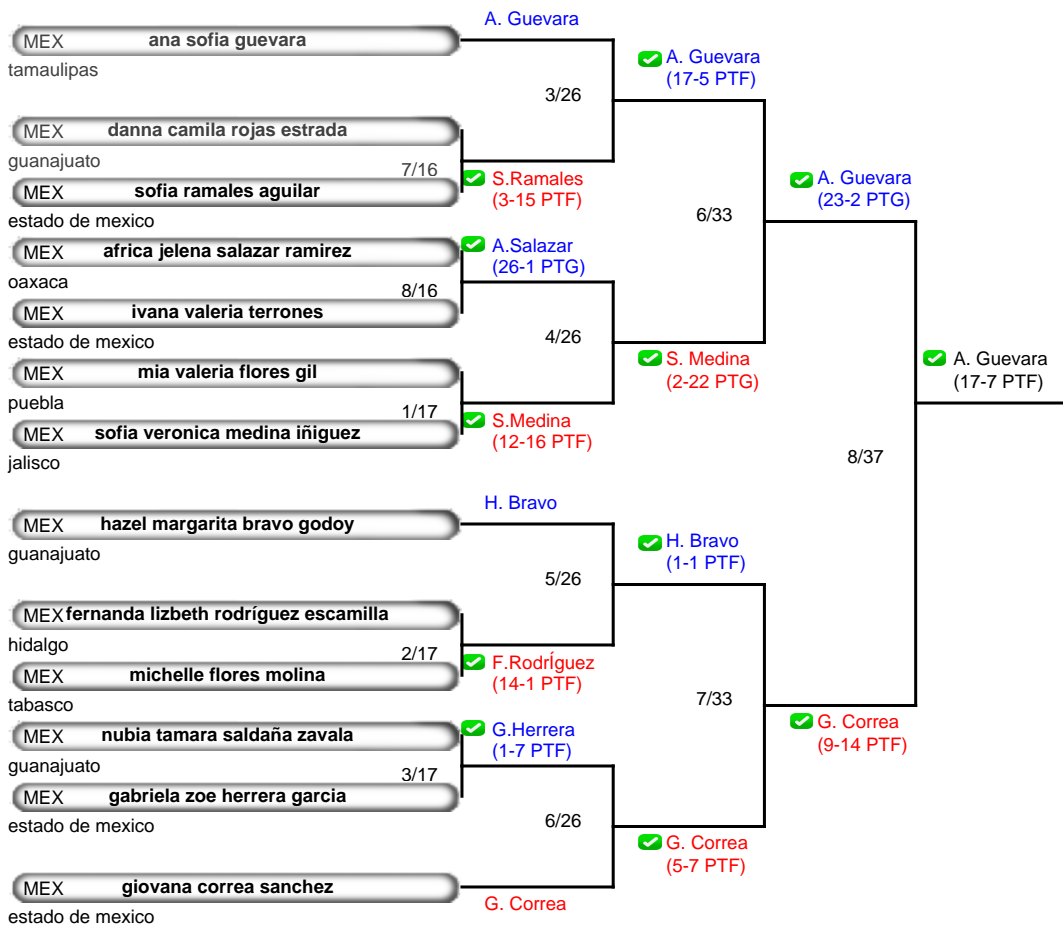 A. Guevara
MEX ana sofia guevara
tamaulipas
A. Guevara
(17-5 PTF)
3/26
MEX danna camila rojas estrada
guanajuato
7/16
MEX sofia ramales aguilar
estado de mexico
S.Ramales
(3-15 PTF)
A. Guevara
(23-2 PTG)
6/33
MEX africa jelena salazar ramirez
oaxaca
A.Salazar
(26-1 PTG)
8/16
MEX ivana valeria terrones
estado de mexico
4/26
MEX mia valeria flores gil
puebla
S. Medina
(2-22 PTG)
A. Guevara
(17-7 PTF)
1/17
MEX sofia veronica medina iñiguez
jalisco
S.Medina
(12-16 PTF)
8/37
H. Bravo
MEX hazel margarita bravo godoy
guanajuato
H. Bravo
(1-1 PTF)
5/26
MEX fernanda lizbeth rodríguez escamilla
hidalgo
2/17
MEX michelle flores molina
tabasco
F.RodrÍguez
(14-1 PTF)
7/33
MEX nubia tamara saldaña zavala
guanajuato
G.Herrera
(1-7 PTF)
G. Correa
(9-14 PTF)
3/17
MEX gabriela zoe herrera garcia
estado de mexico
6/26
G. Correa
(5-7 PTF)
MEX giovana correa sanchez
estado de mexico
G. Correa